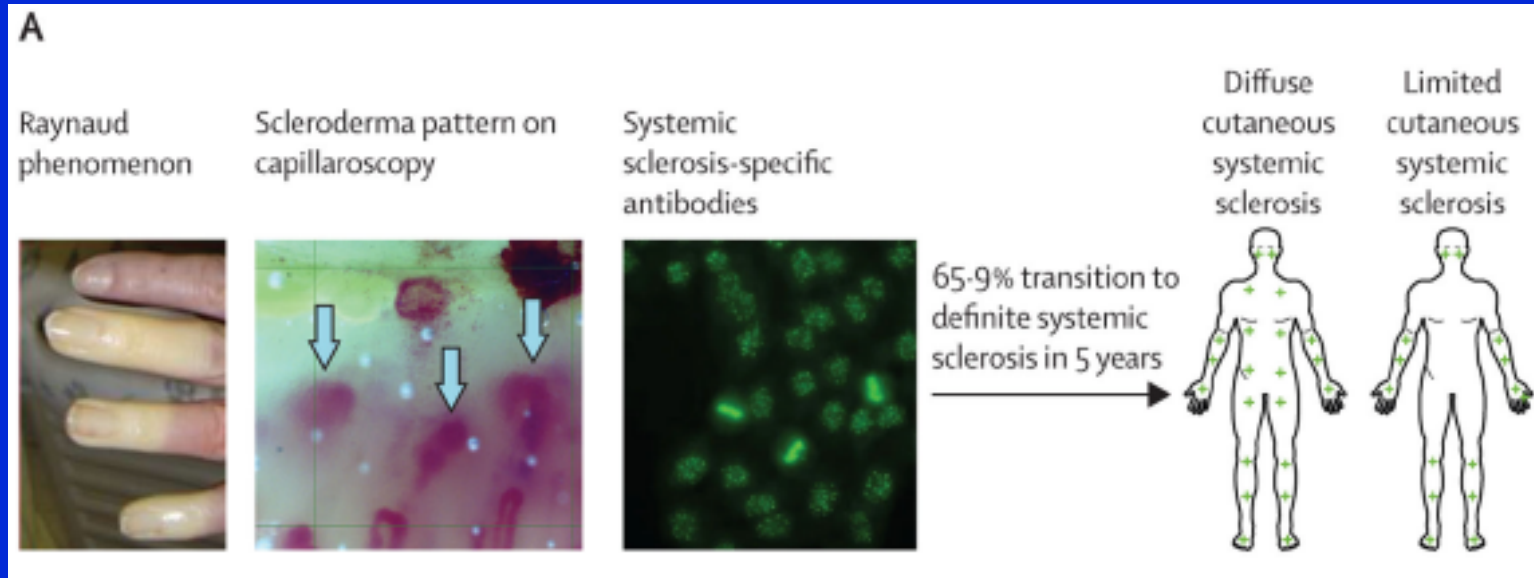 A
Raynaud
phenomenon
Scleroderma pattern on
capillaroscopy
Systemic
sclerosis-specific
antibodies
65·9% transition to
definite systemic
sclerosis in 5 years
Diffuse
cutaneous
systemic
sclerosis
Limited
cutaneous
systemic
sclerosis